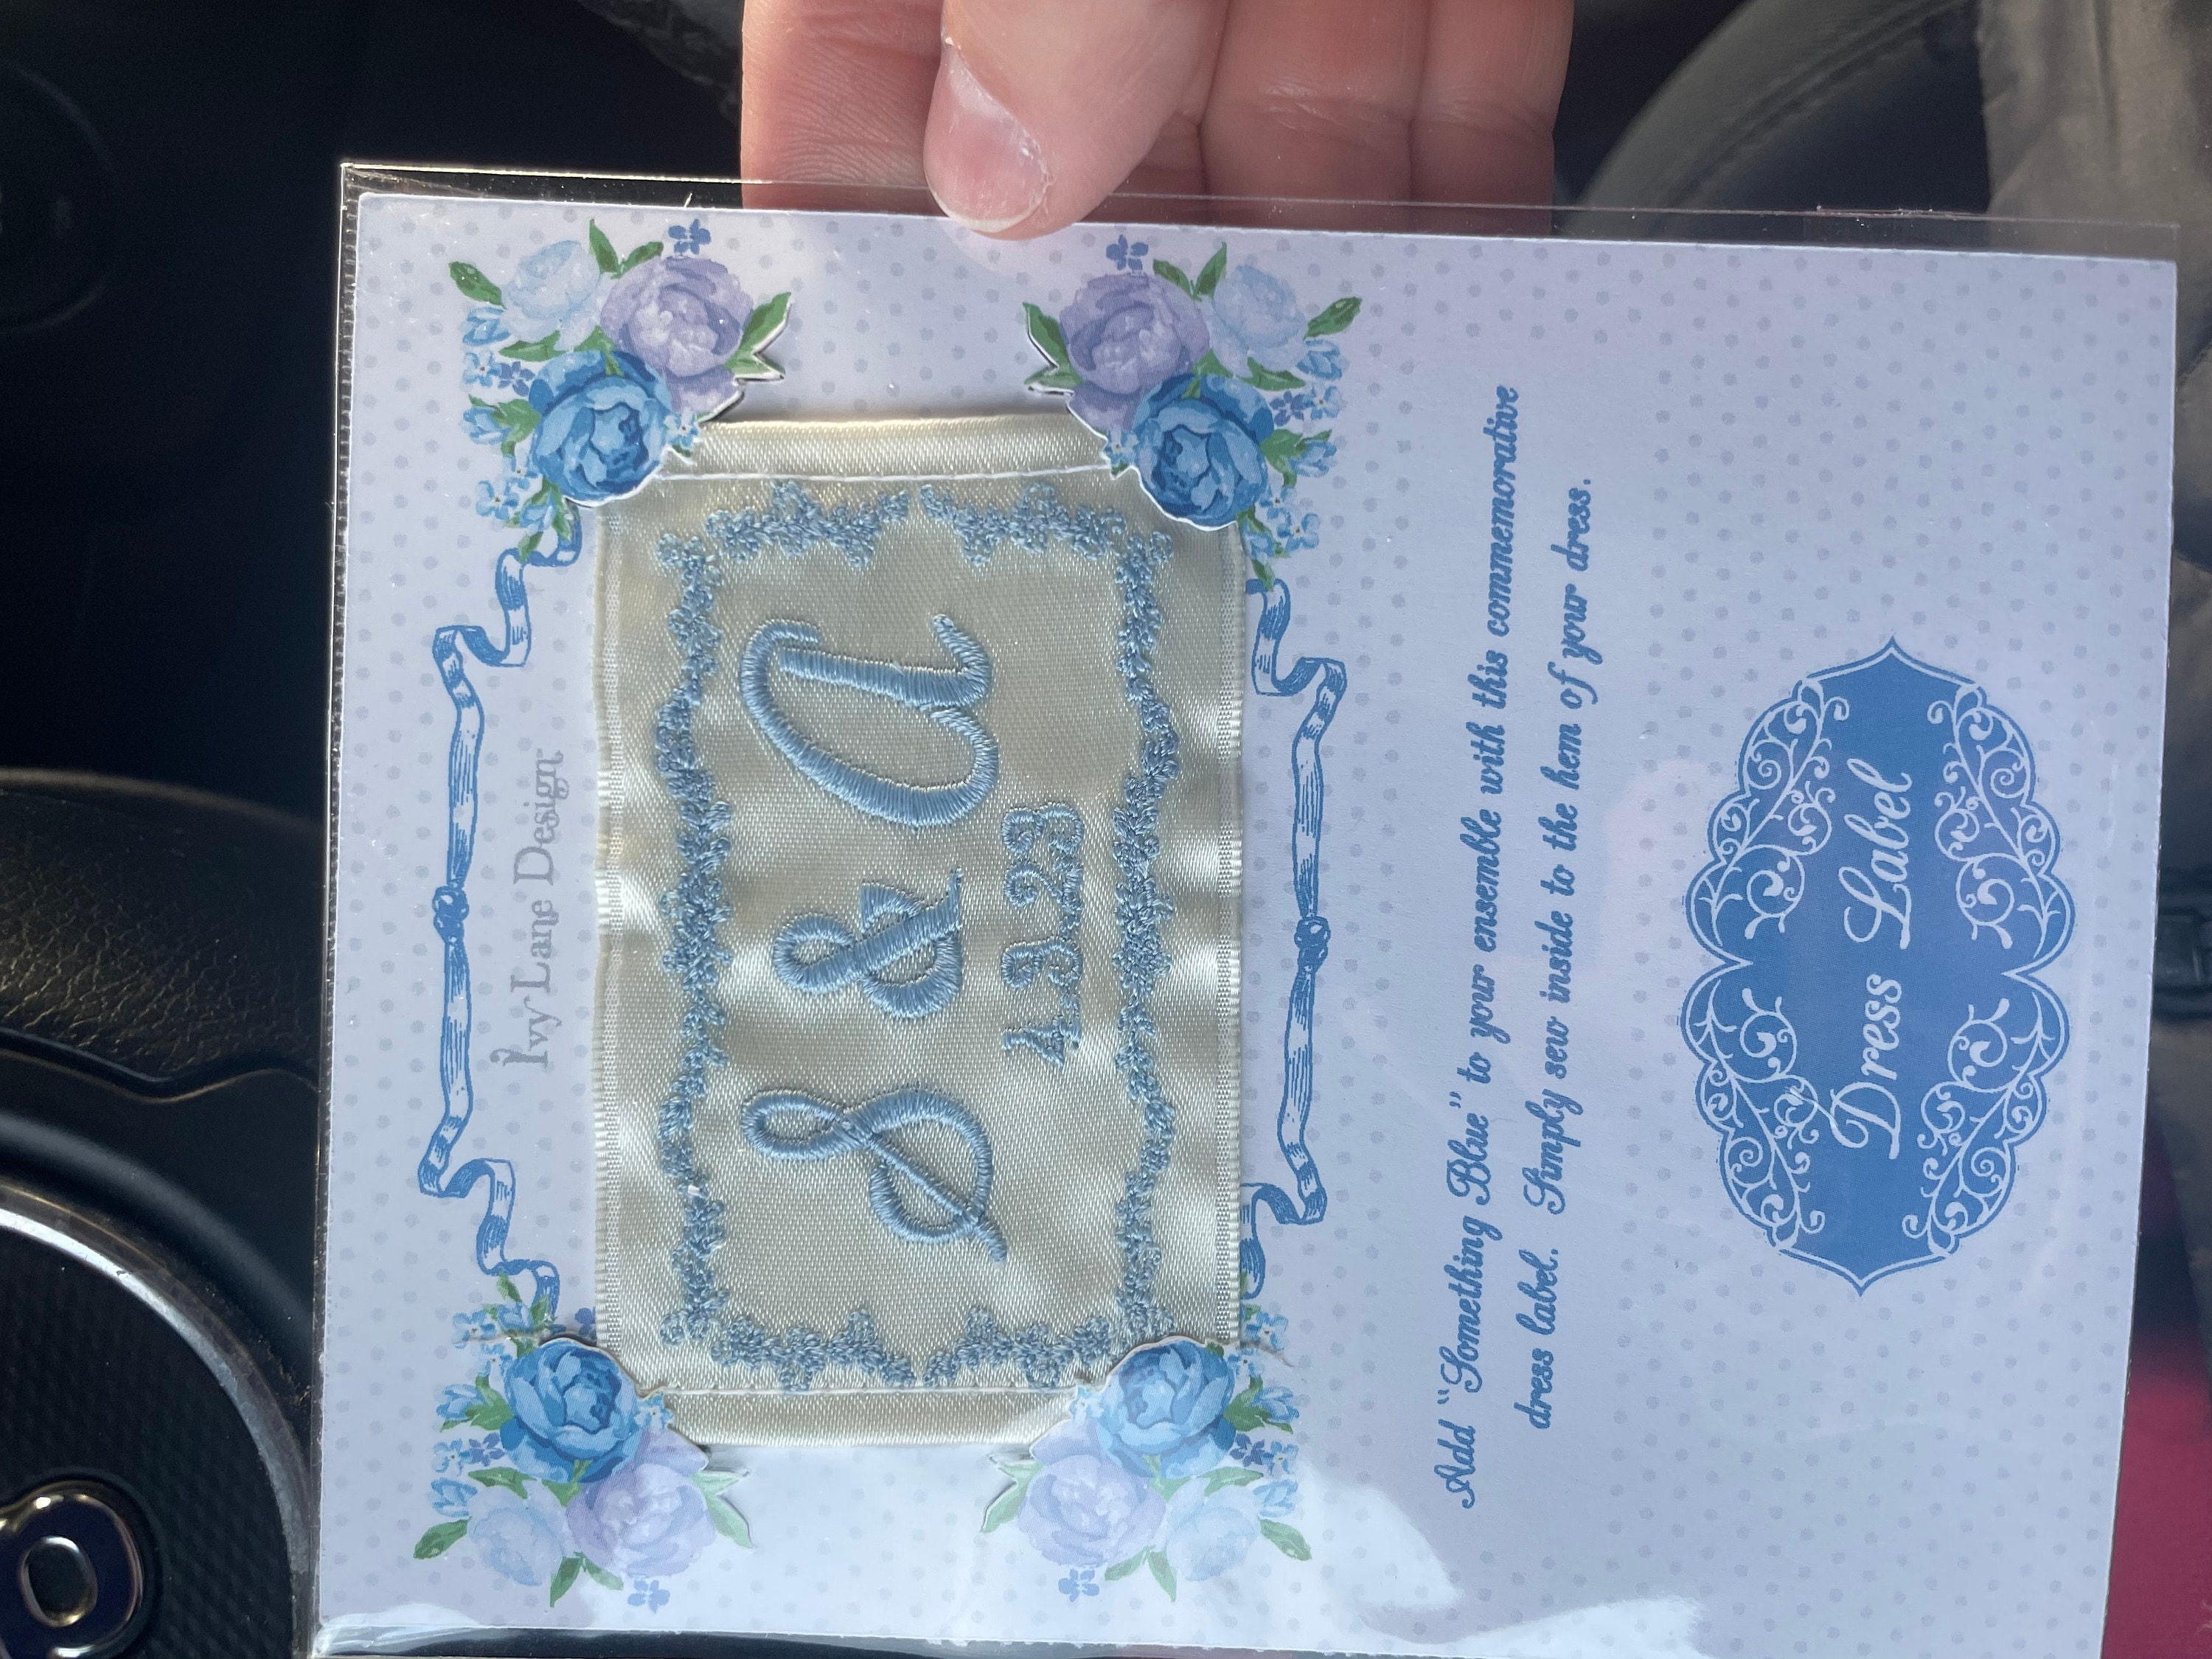 Ivy Lane Design
S & A
4.3.23
Add "Something Blue" to your ensemble with this commemorative
dress label. Simply sew inside to the hem of your dress.
Dress Label